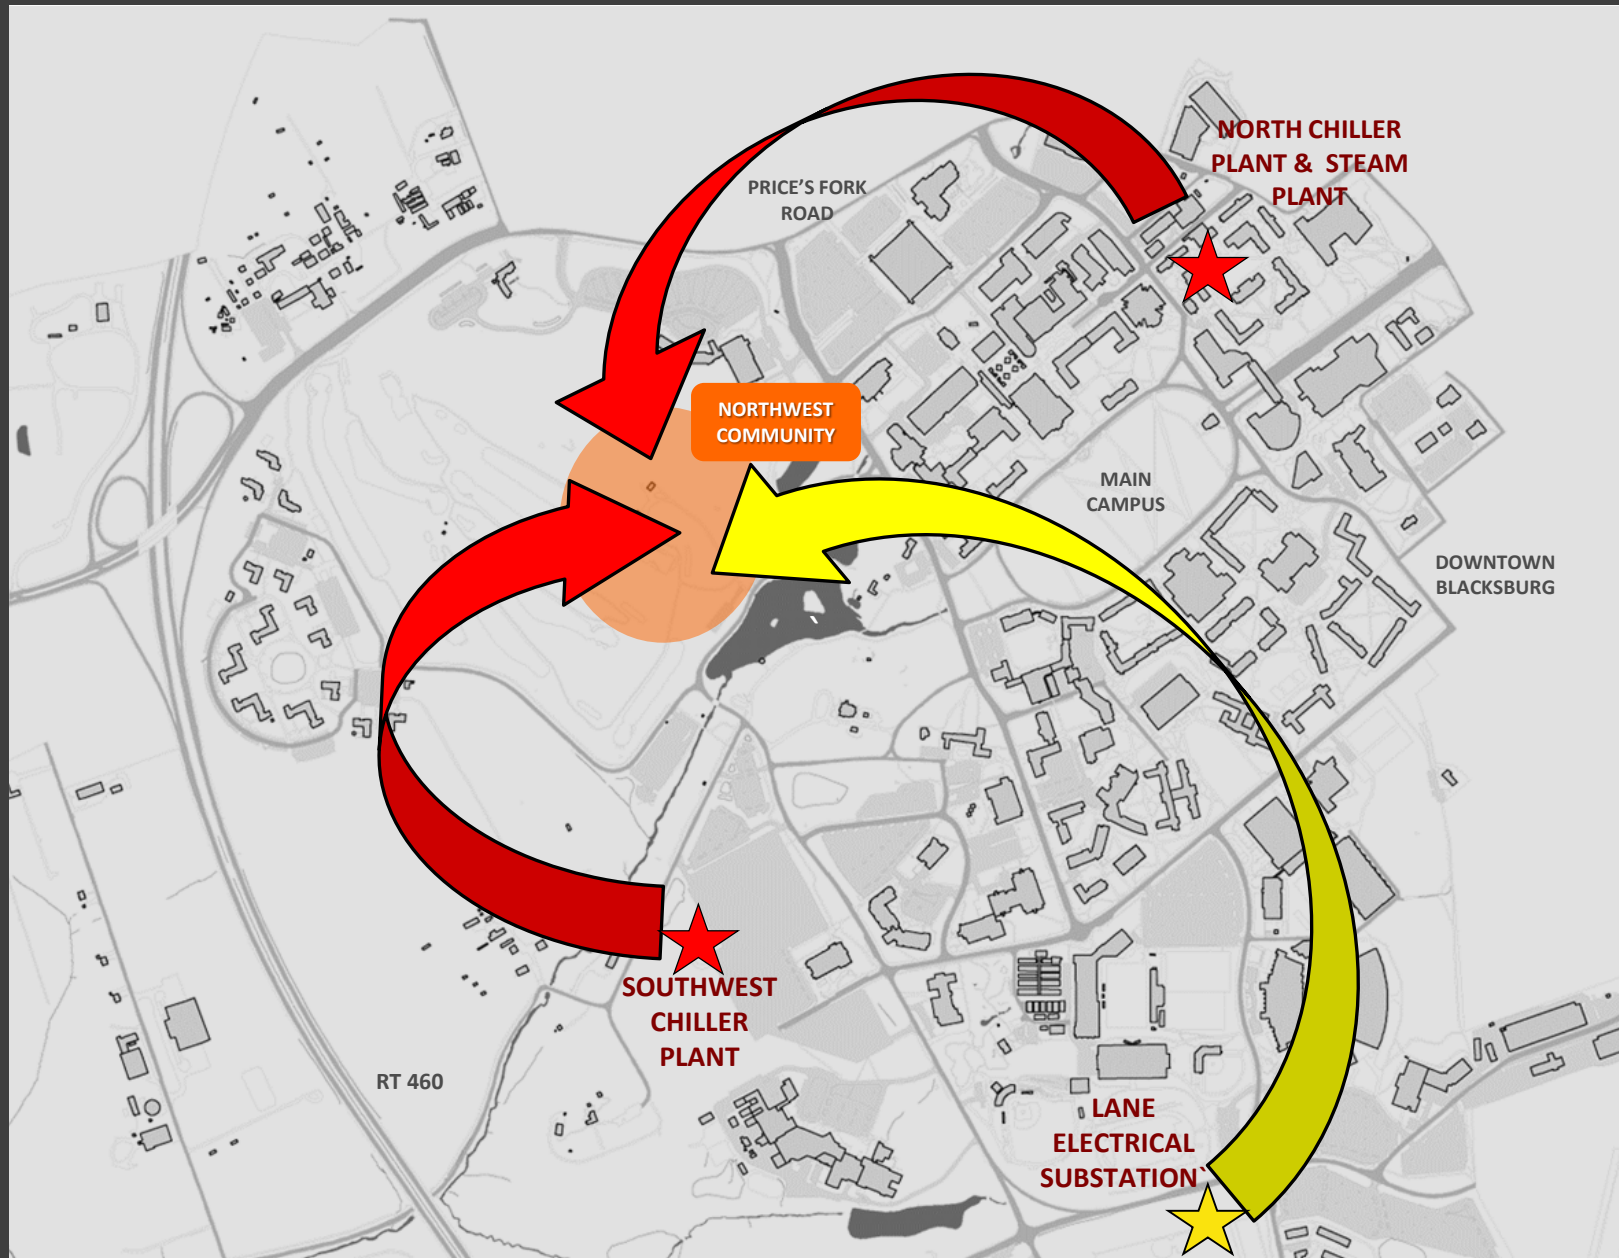 NORTH CHILLER
PLANT & STEAM
PLANT
PRICE'S FORK
ROAD
NORTHWEST
COMMUNITY
MAIN
CAMPUS
DOWNTOWN
BLACKSBURG
SOUTHWEST
CHILLER
PLANT
RT 460
LANE
ELECTRICAL
SUBSTATION`